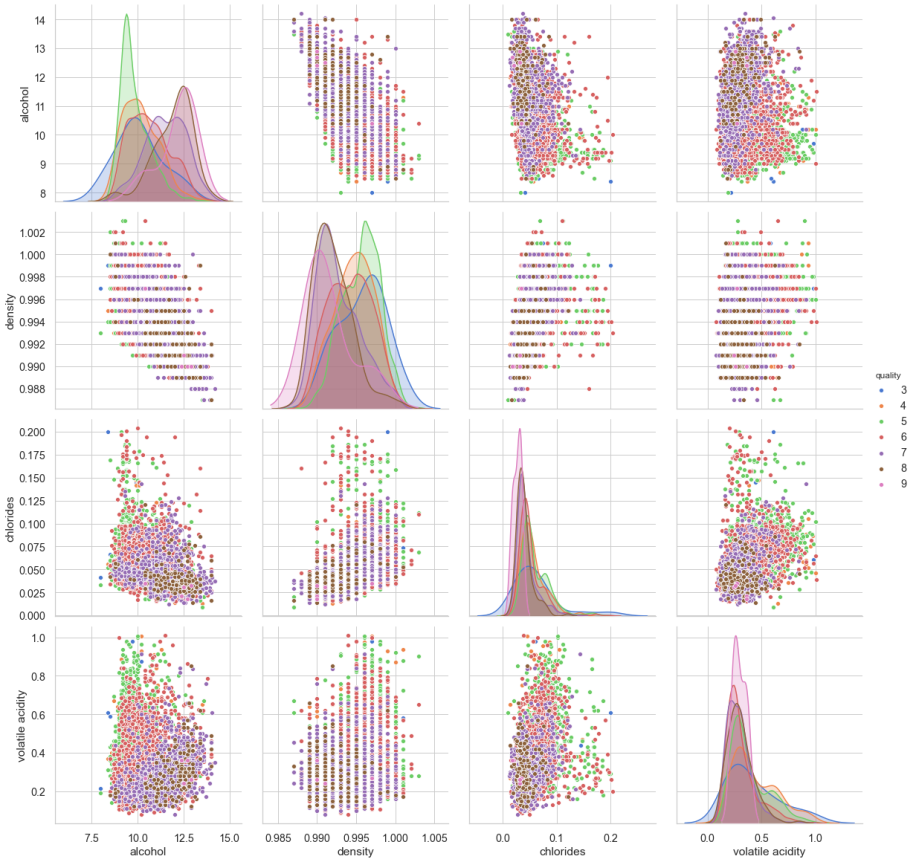 14
13
12
11
10
9
8
alcohol
1.002
1.000
0.998
0.996
0.994
0.992
0.990
0.988
density
quality
3
4
5
6
7
8
9
0.200
0.175
0.150
0.125
0.100
0.075
0.050
0.025
0.000
chlorides
1.0
0.8
0.6
0.4
0.2
volatile acidity
7.5 10.0 12.5 15.0
alcohol
0.985 0.990 0.995 1.000 1.005
density
0.0 0.1 0.2
chlorides
0.0 0.5 1.0
volatile acidity